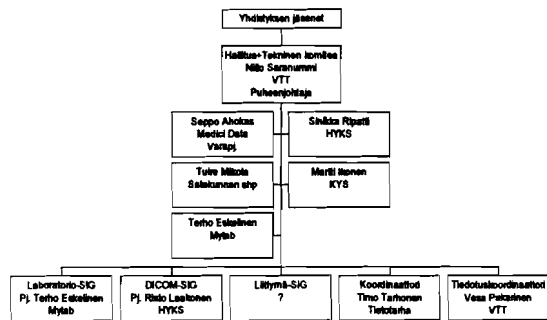 Yhdistyksen jäsenet
Hallitus+Tekninen komitea
Niilo Saranummi
VTT
Puheenjohtaja
Seppo Ahokas
Medici Data
Varapj.
Sinikka Ripatti
HYKS
Tuire Mikola
Satakunnan shp
Martti Ikonen
KYS
Terho Eskelinen
Mylab
Laboratorio-SIG
Pj. Terho Eskelinen
Mylab
DICOM-SIG
Pj. Risto Laakonen
HYKS
Liittymä-SIG
?
Koordinaattori
Timo Tarhonen
Tietotarha
Tiedotuskoordinaattori
Vesa Pakarinen
VTT